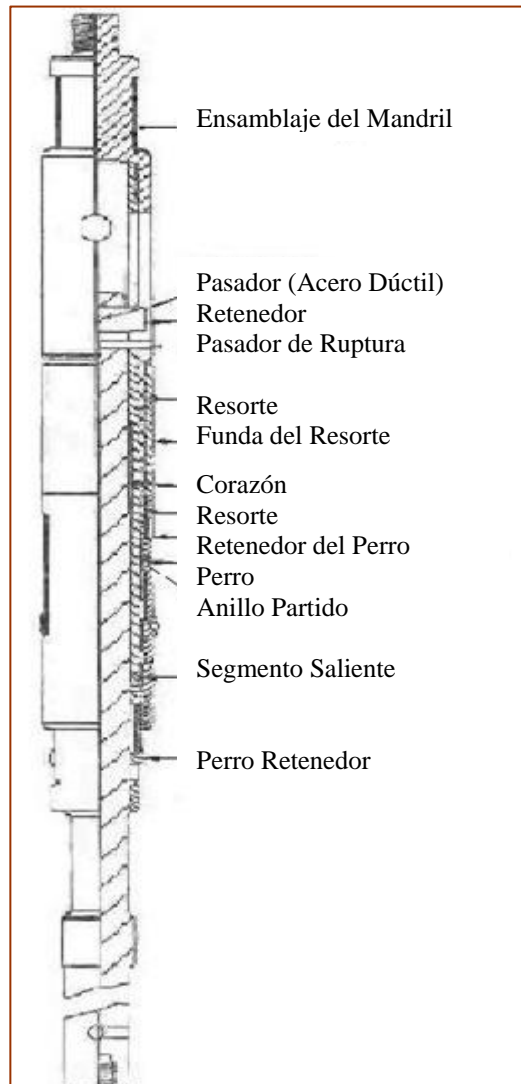 Ensamblaje del Mandril
Pasador (Acero Dúctil)
Retenedor
Pasador de Ruptura
Resorte
Funda del Resorte
Corazón
Resorte
Retenedor del Perro
Perro
Anillo Partido
Segmento Saliente
Perro Retenedor